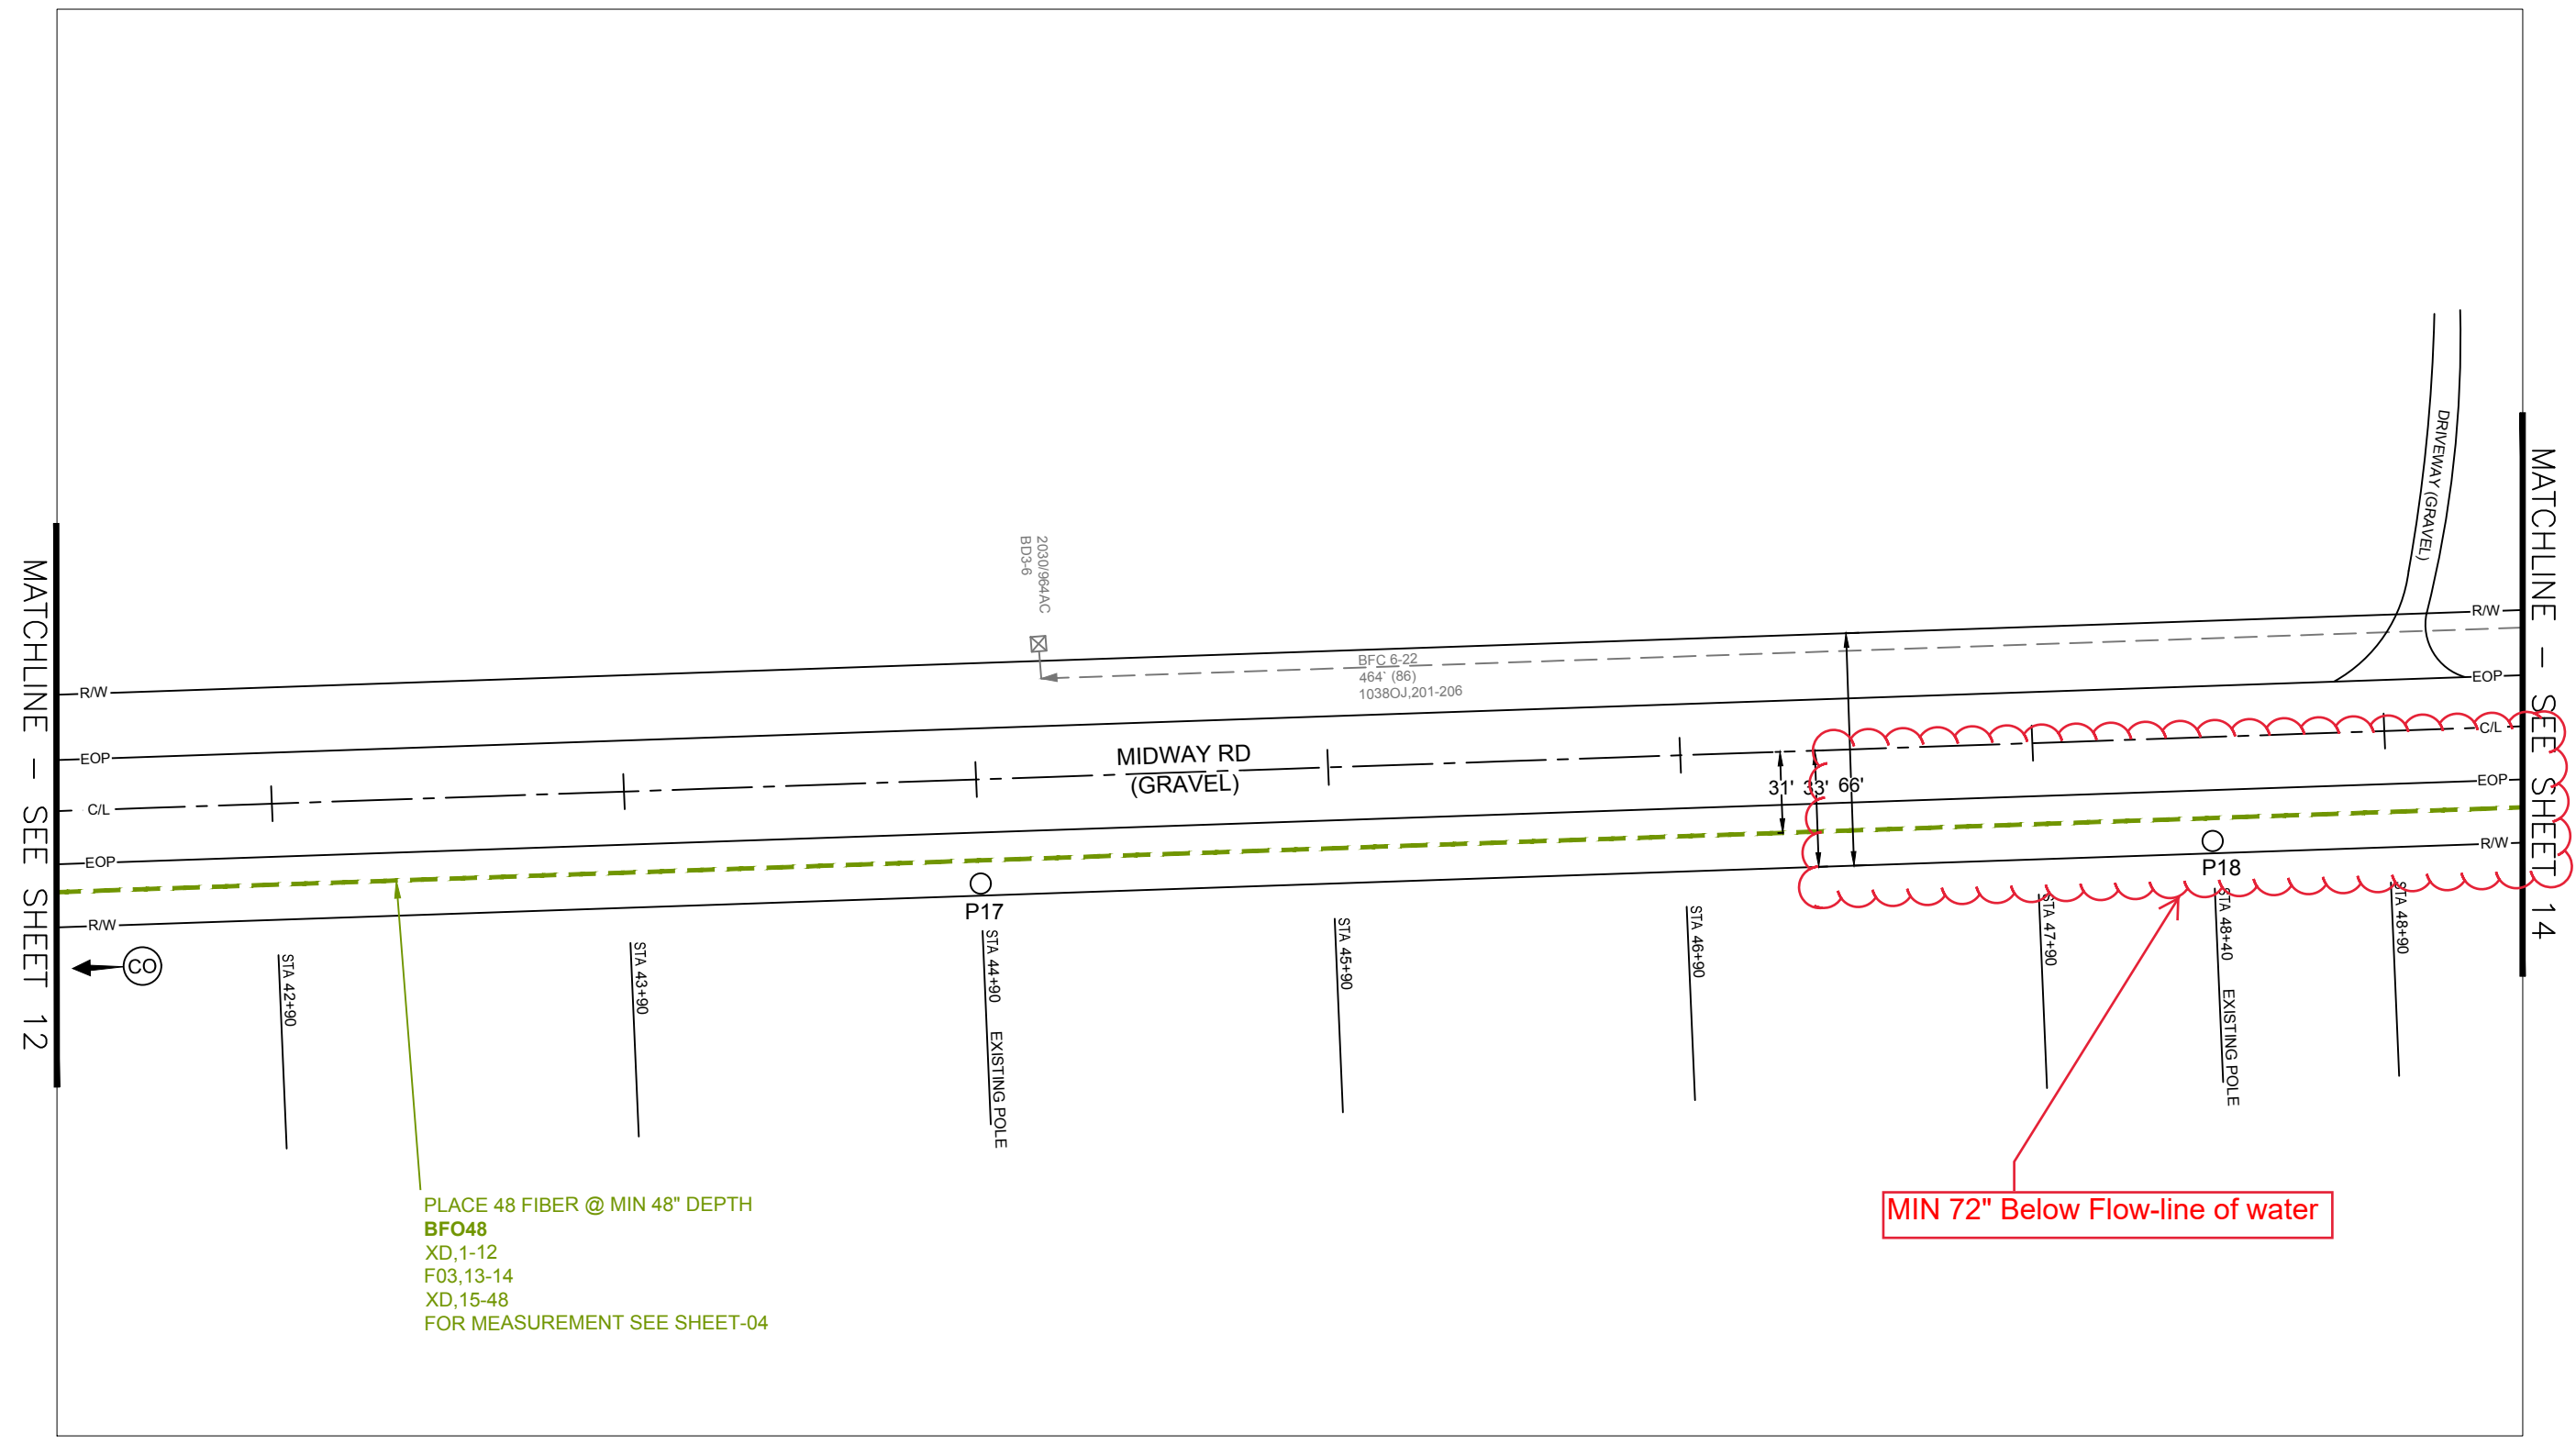 MATCHLINE - SEE SHEET 12
MATCHLINE - SEE SHEET 14
DRIVEWAY (GRAVEL)
2030/964AC
BD3-6
R/W
R/W
BFC 6-22
464' (86)
1038OJ,201-206
EOP
EOP
C/L
C/L
MIDWAY RD
(GRAVEL)
31'
33'
66'
EOP
EOP
R/W
R/W
P17
P18
CO
STA 42+90
STA 43+90
STA 44+90 EXISTING POLE
STA 45+90
STA 46+90
STA 47+90
STA 48+40 EXISTING POLE
STA 48+90
PLACE 48 FIBER @ MIN 48" DEPTH
BFO48
XD,1-12
F03,13-14
XD,15-48
FOR MEASUREMENT SEE SHEET-04
MIN 72" Below Flow-line of water